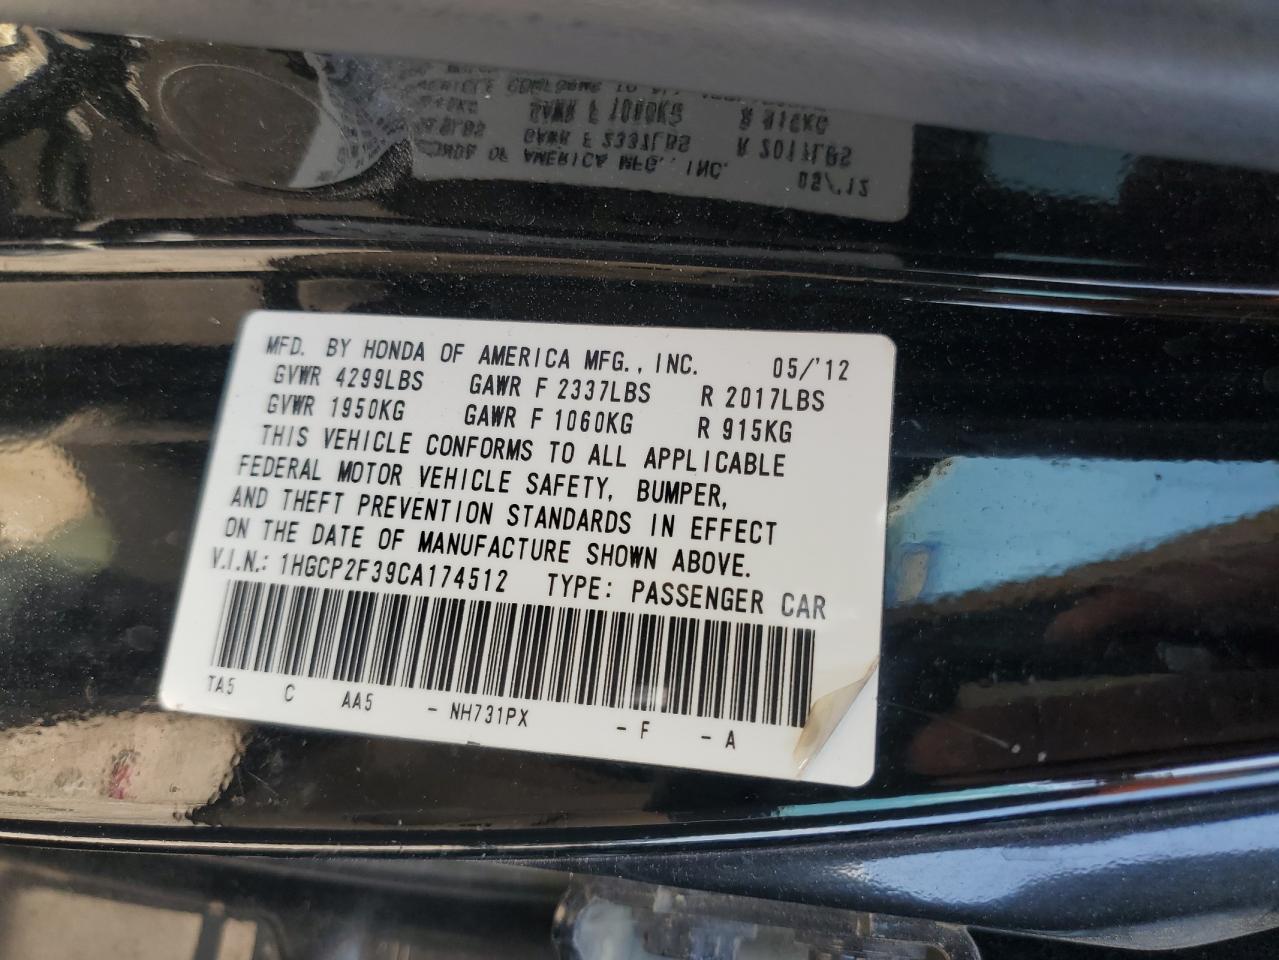 MFD. BY HONDA OF AMERICA MFG., INC. 05/'12
GVWR 4299LBS GAWR F 2337LBS R 2017LBS
GVWR 1950KG GAWR F 1060KG R 915KG
THIS VEHICLE CONFORMS TO ALL APPLICABLE
FEDERAL MOTOR VEHICLE SAFETY, BUMPER,
AND THEFT PREVENTION STANDARDS IN EFFECT
ON THE DATE OF MANUFACTURE SHOWN ABOVE.
V.I.N.: 1HGCP2F39CA174512 TYPE: PASSENGER CAR
TA5 C AA5 - NH731PX - F - A